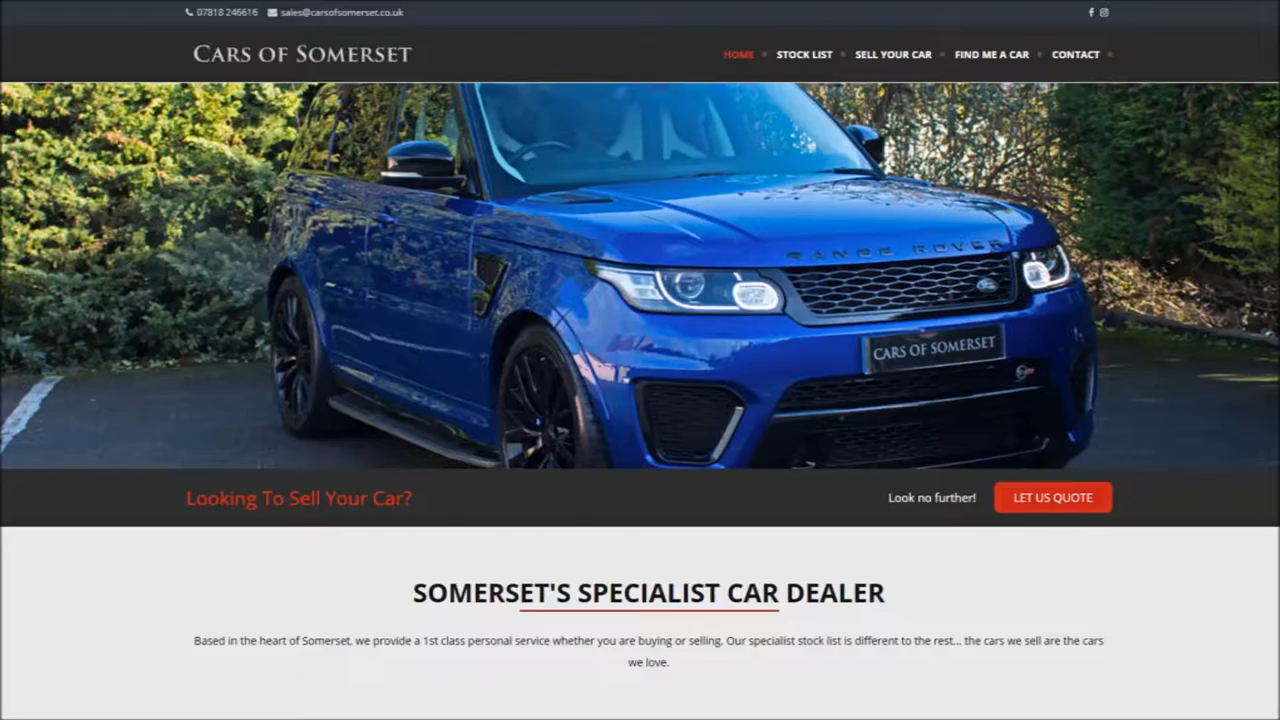 07818 246616 sales@carsofsomerset.co.uk
CARS OF SOMERSET
HOME STOCK LIST SELL YOUR CAR FIND ME A CAR CONTACT
RANGE ROVER
CARS OF SOMERSET
Looking To Sell Your Car? Look no further! LET US QUOTE
SOMERSET'S SPECIALIST CAR DEALER
Based in the heart of Somerset, we provide a 1st class personal service whether you are buying or selling. Our specialist stock list is different to the rest... the cars we sell are the cars
we love.